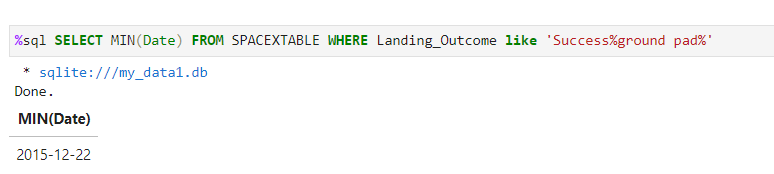 %sql SELECT MIN(Date) FROM SPACEXTABLE WHERE Landing_Outcome like 'Success%ground pad%'
* sqlite:///my_data1.db
Done.
MIN(Date)
2015-12-22